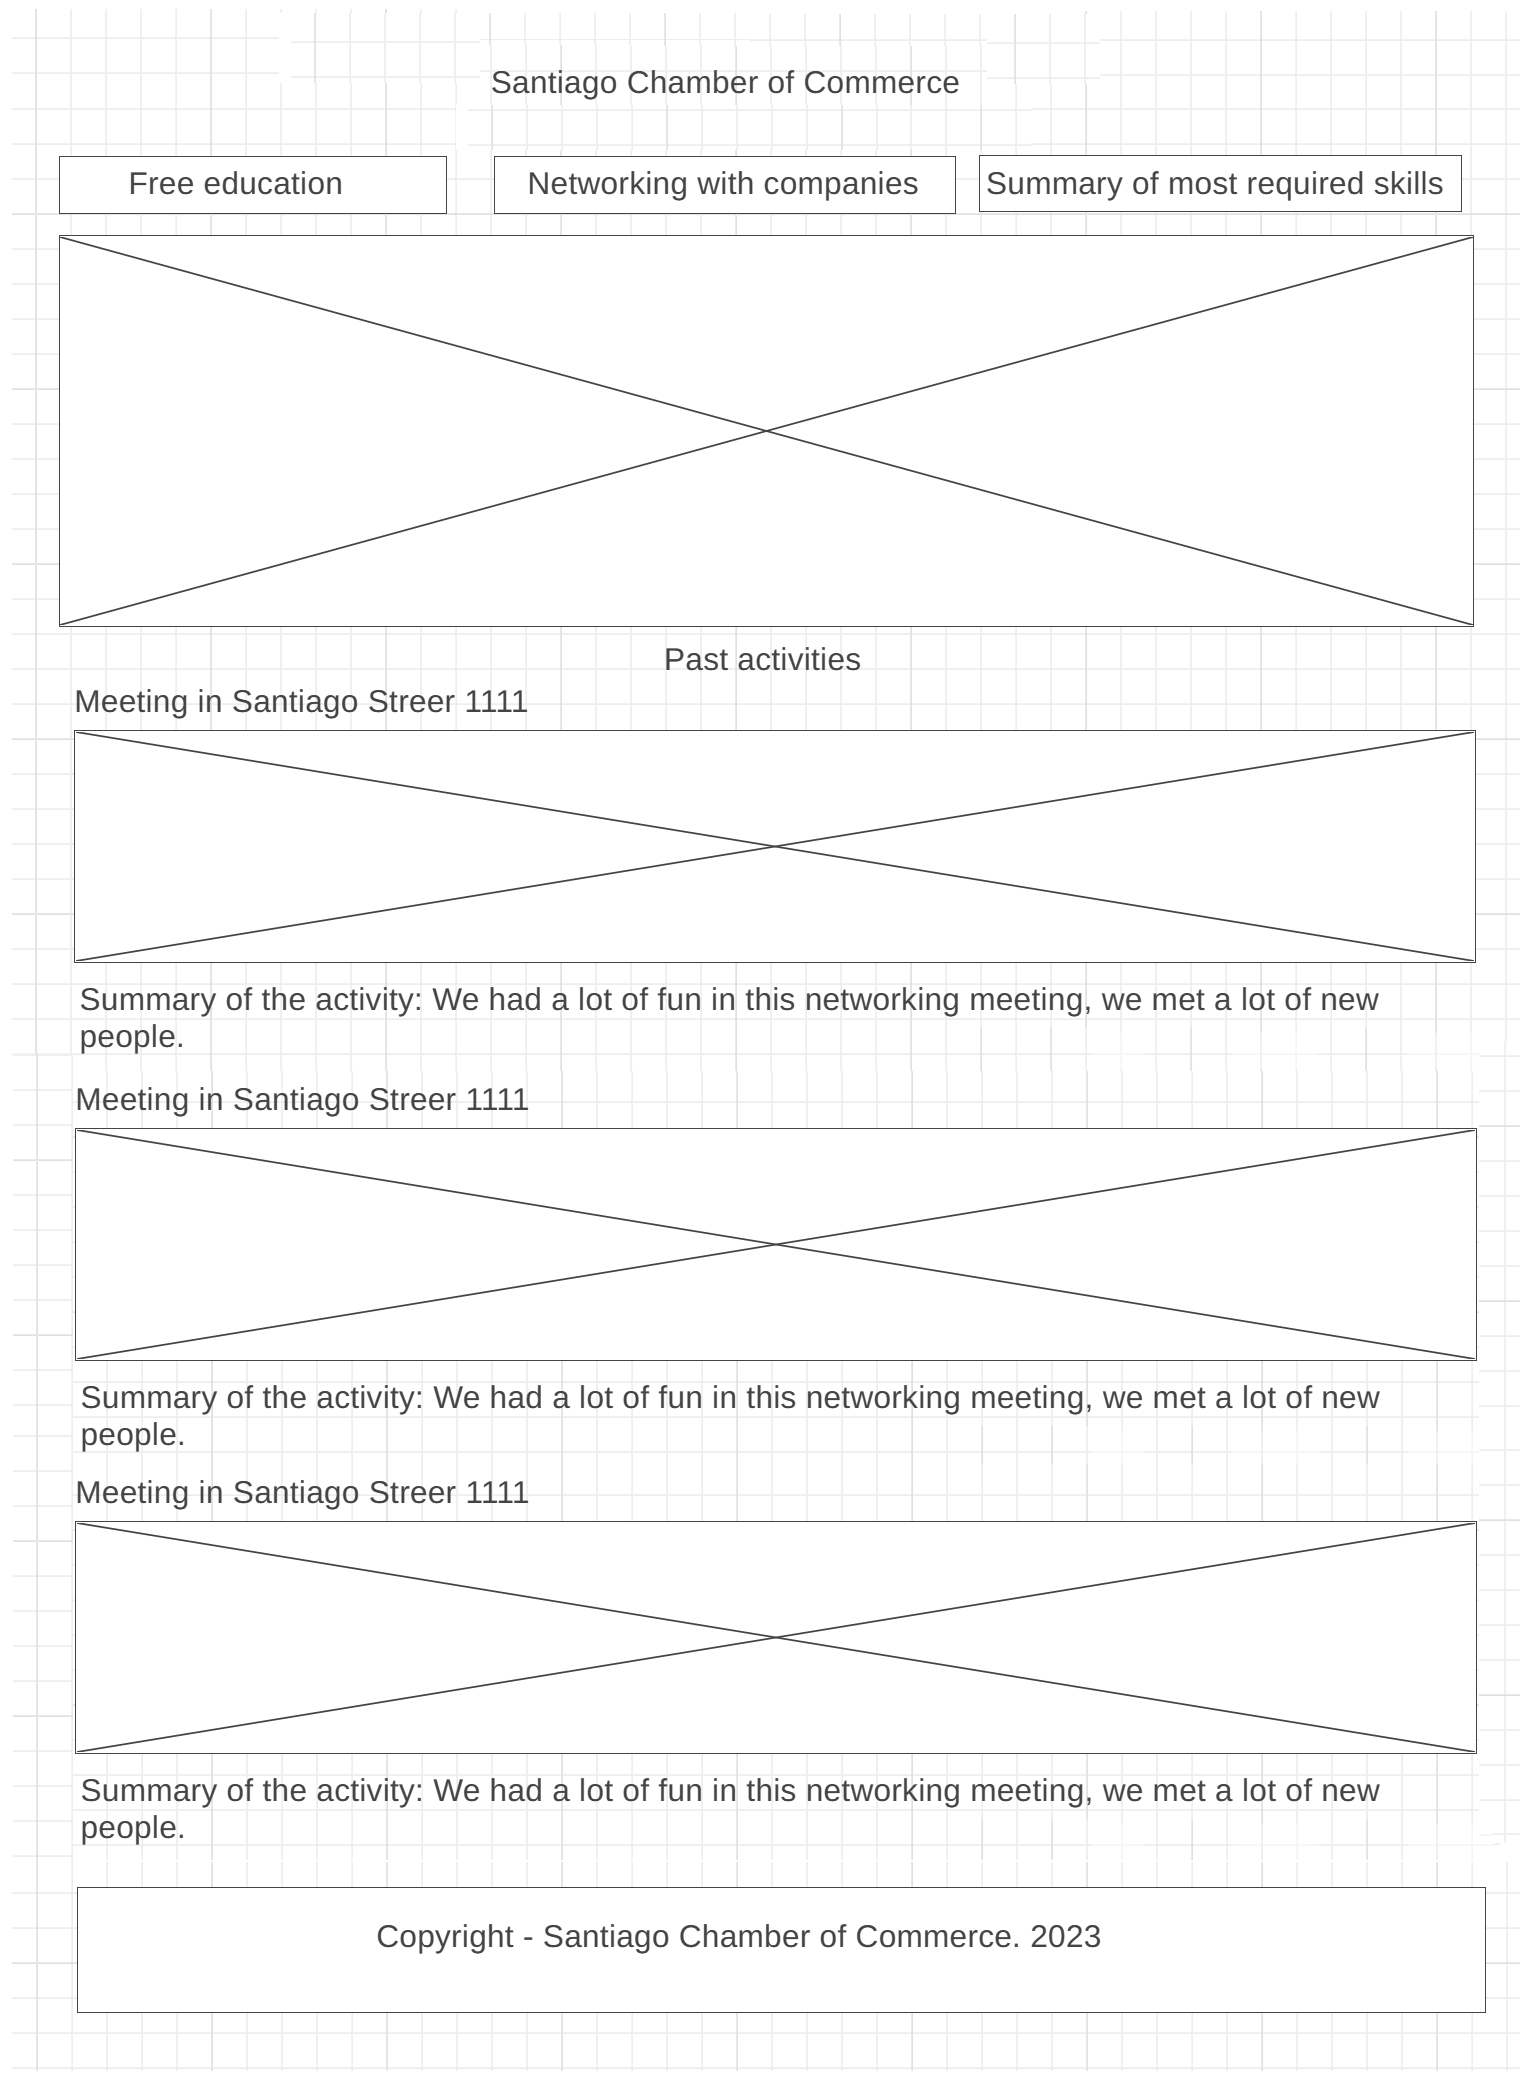 Santiago Chamber of Commerce
Free education
Networking with companies
Summary of most required skills
Past activities
Meeting in Santiago Streer 1111
Summary of the activity: We had a lot of fun in this networking meeting, we met a lot of new
people.
Meeting in Santiago Streer 1111
Summary of the activity: We had a lot of fun in this networking meeting, we met a lot of new
people.
Meeting in Santiago Streer 1111
Summary of the activity: We had a lot of fun in this networking meeting, we met a lot of new
people.
Copyright - Santiago Chamber of Commerce. 2023